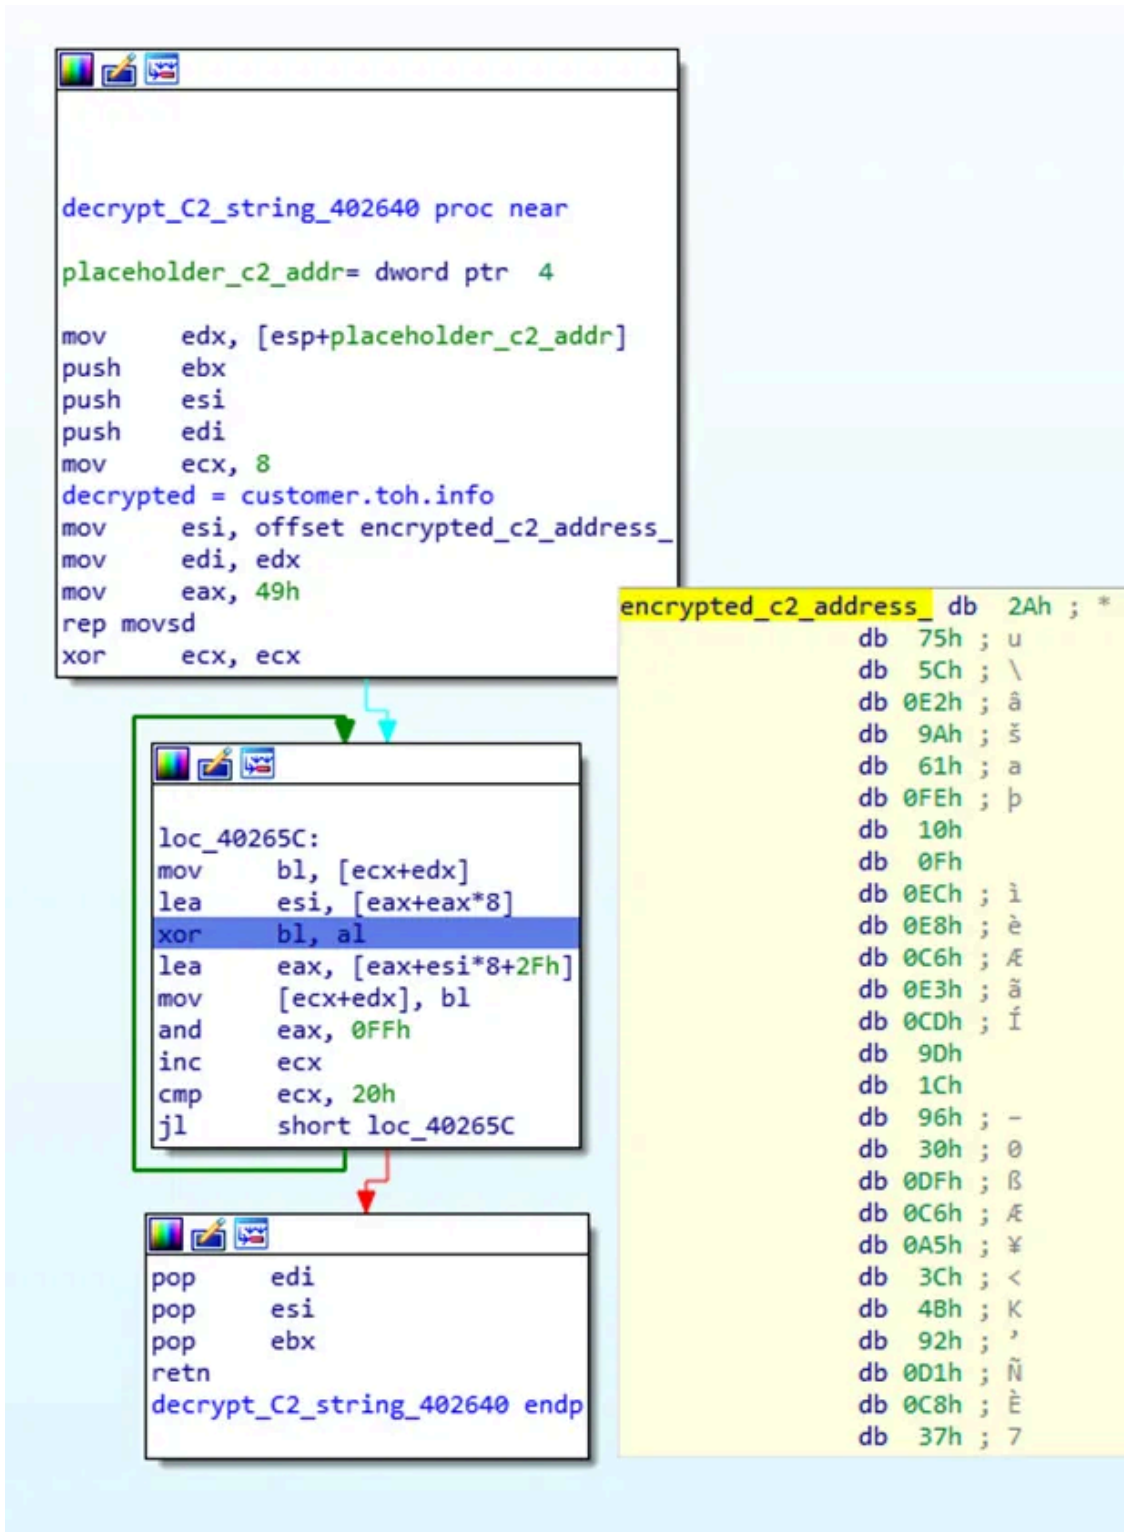 decrypt_C2_string_402640 proc near
placeholder_c2_addr= dword ptr  4
mov     edx, [esp+placeholder_c2_addr]
push    ebx
push    esi
push    edi
mov     ecx, 8
decrypted = customer.toh.info
mov     esi, offset encrypted_c2_address_
mov     edi, edx
mov     eax, 49h
rep movsd
xor     ecx, ecx
loc_40265C:
mov     bl, [ecx+edx]
lea     esi, [eax+eax*8]
xor     bl, al
lea     eax, [eax+esi*8+2Fh]
mov     [ecx+edx], bl
and     eax, 0FFh
inc     ecx
cmp     ecx, 20h
jl      short loc_40265C
pop     edi
pop     esi
pop     ebx
retn
decrypt_C2_string_402640 endp
encrypted_c2_address_ db  2Ah ; *
db  75h ; u
db  5Ch ; \
db 0E2h ; â
db  9Ah ; š
db  61h ; a
db 0FEh ; þ
db  10h
db  0Fh
db 0ECh ; ì
db 0E8h ; è
db 0C6h ; Æ
db 0E3h ; ã
db 0CDh ; Í
db  9Dh
db  1Ch
db  96h ; –
db  30h ; 0
db 0DFh ; ß
db 0C6h ; Æ
db 0A5h ; ¥
db  3Ch ; <
db  4Bh ; K
db  92h ; ’
db 0D1h ; Ñ
db 0C8h ; È
db  37h ; 7